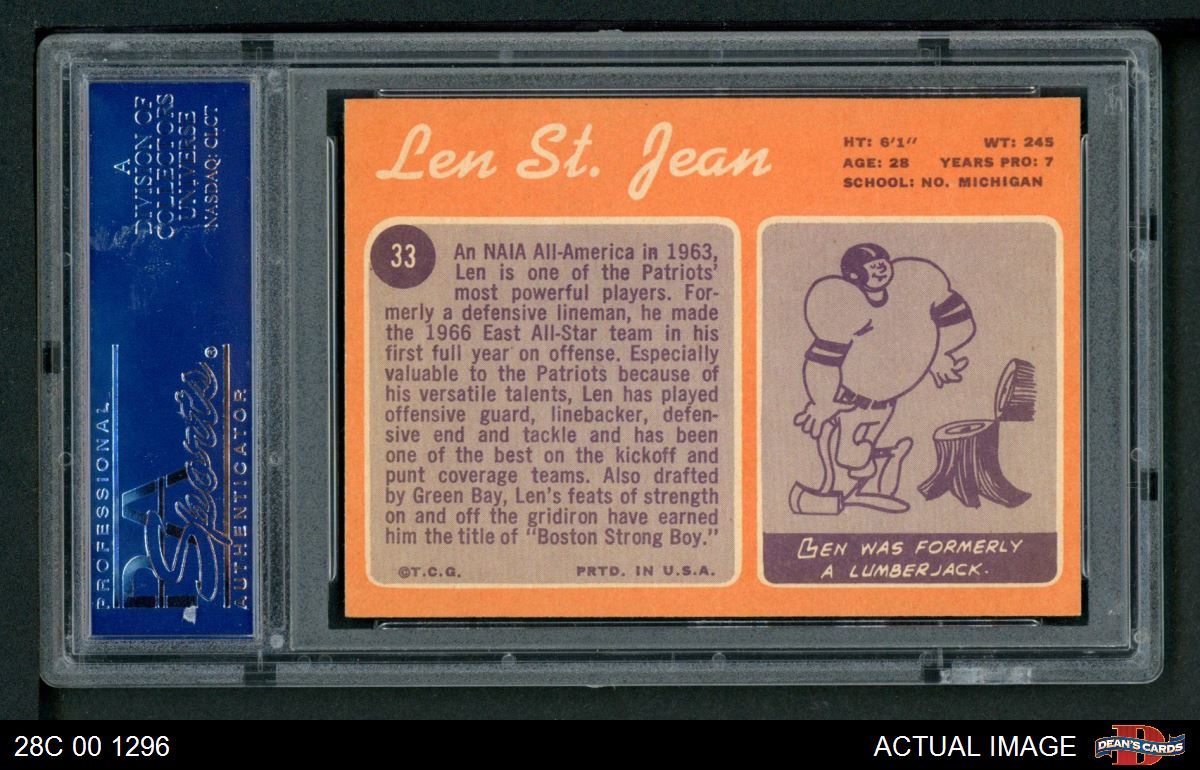 A
DIVISION OF
COLLECTORS
UNIVERSE
NASDAQ: CLCT
PROFESSIONAL
PSA
Sports®
AUTHENTICATOR
Len St. Jean
HT: 6'1" WT: 245
AGE: 28 YEARS PRO: 7
SCHOOL: NO. MICHIGAN
33
An NAIA All-America in 1963,
Len is one of the Patriots'
most powerful players. For-
merly a defensive lineman, he made
the 1966 East All-Star team in his
first full year on offense. Especially
valuable to the Patriots because of
his versatile talents, Len has played
offensive guard, linebacker, defen-
sive end and tackle and has been
one of the best on the kickoff and
punt coverage teams. Also drafted
by Green Bay, Len's feats of strength
on and off the gridiron have earned
him the title of "Boston Strong Boy."
©T.C.G. PRTD. IN U.S.A.
LEN WAS FORMERLY
A LUMBERJACK.
28C 00 1296
ACTUAL IMAGE
D
DEAN'S CARDS